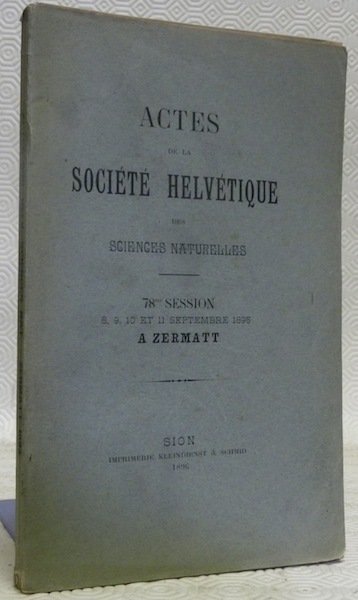 ACTES
DE LA
SOCIÉTÉ HELVÉTIQUE
DES
SCIENCES NATURELLES
78me SESSION
8, 9, 10 ET 11 SEPTEMBRE 1895
A ZERMATT
SION
IMPRIMERIE KLEINDIENST & SCHMID
1896